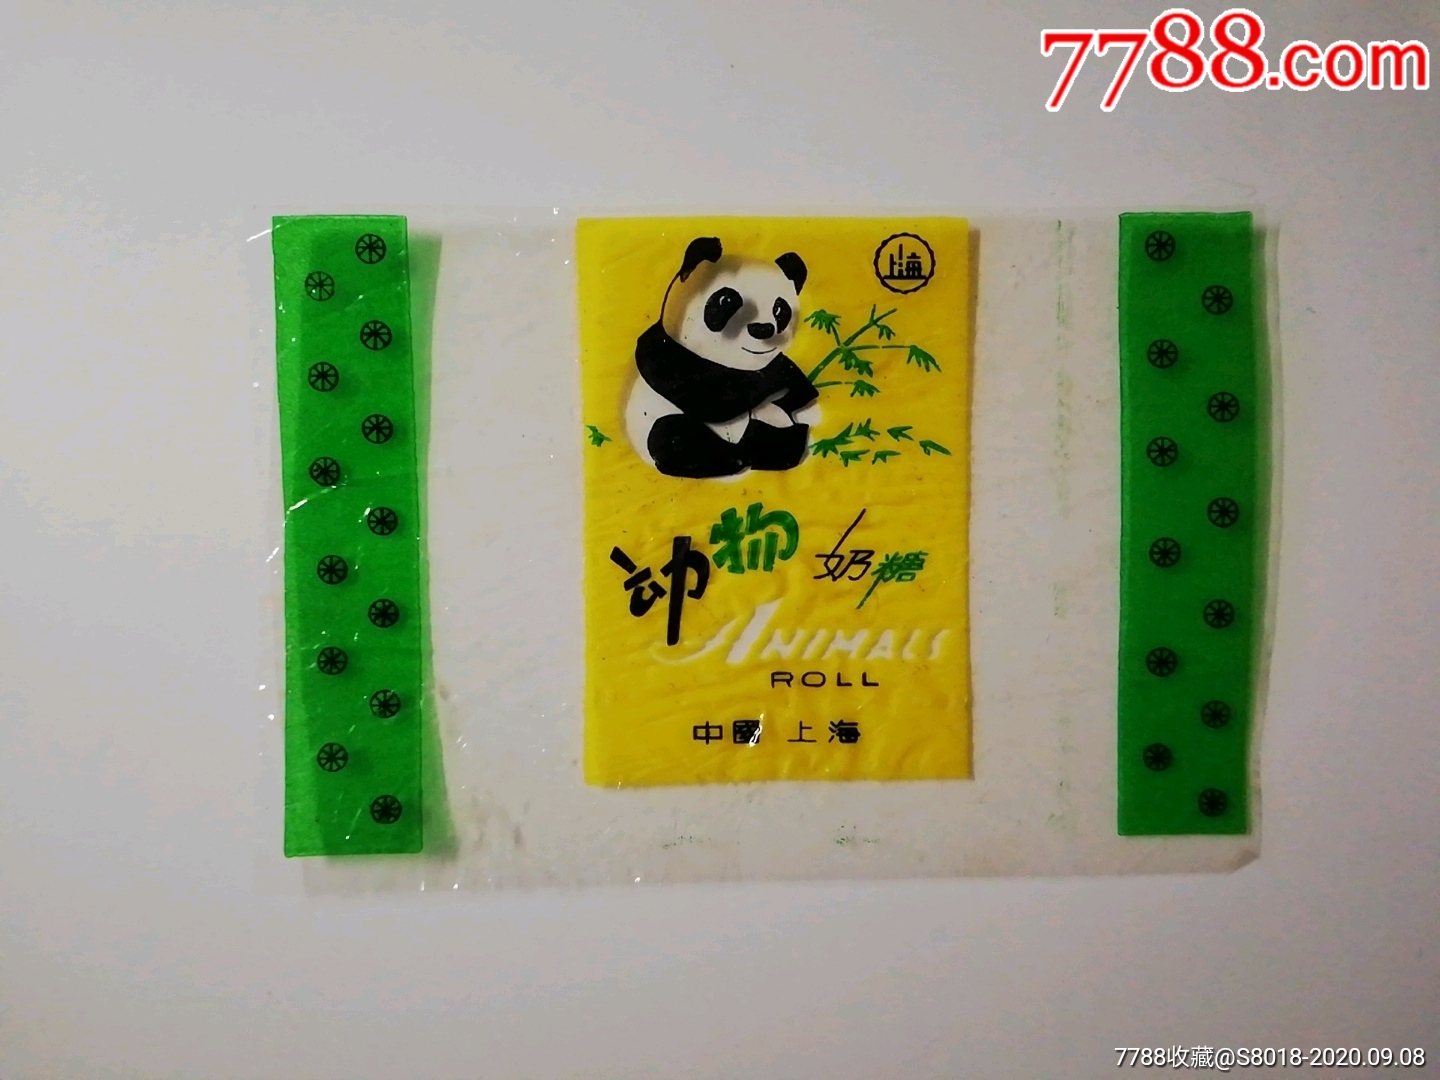 7788.com
上海
动物 奶糖
ANIMALS
ROLL
中國 上海
7788收藏@S8018-2020.09.08